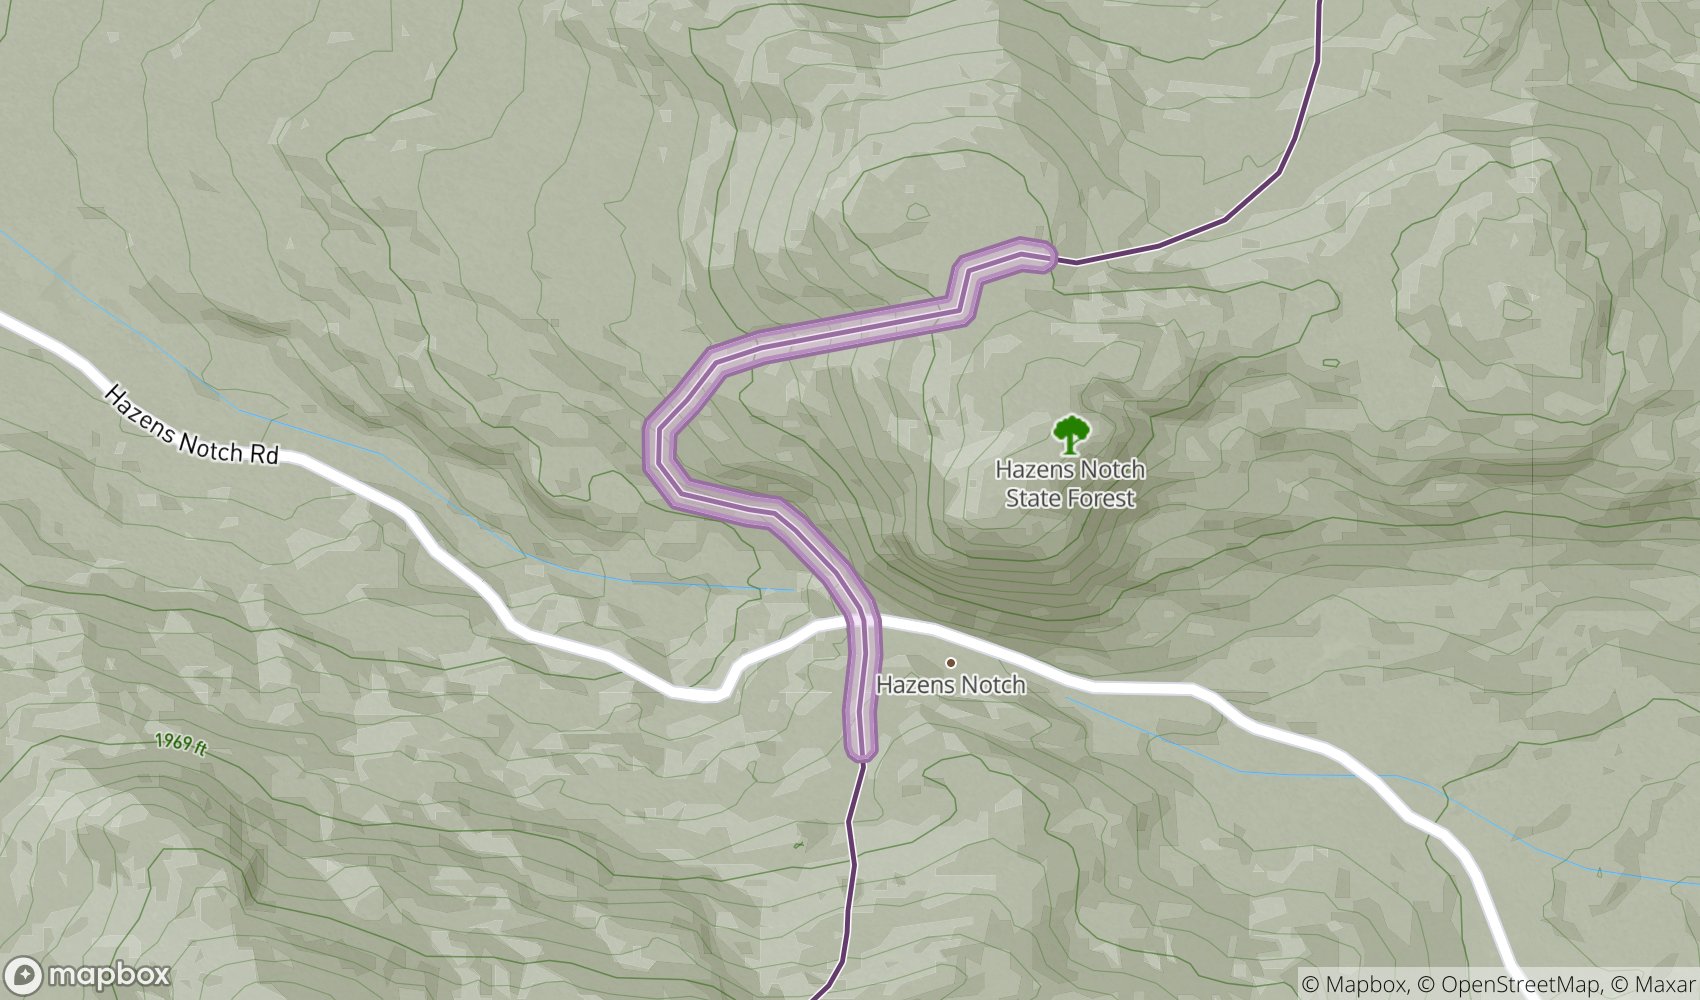 Hazens Notch Rd
Hazens Notch
State Forest
Hazens Notch
1969 ft
mapbox
© Mapbox, © OpenStreetMap, © Maxar